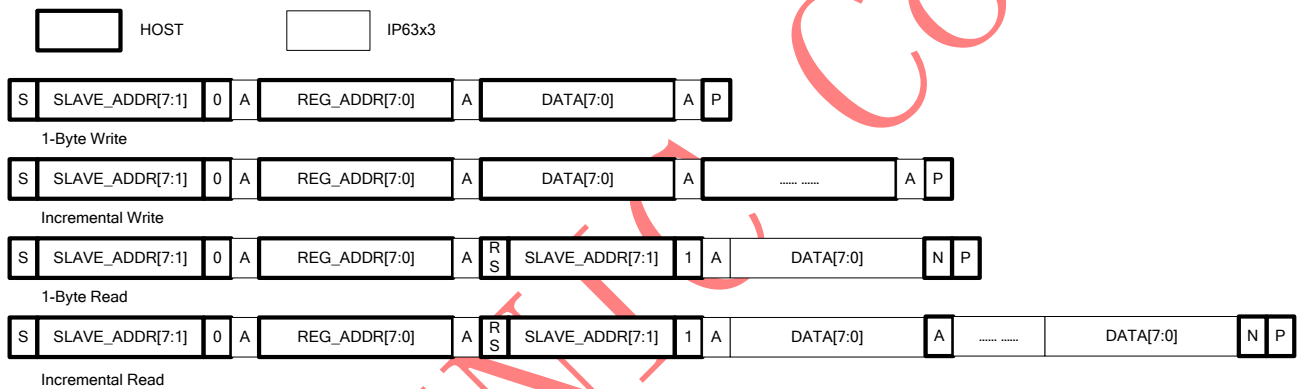 HOST IP63x3
S SLAVE_ADDR[7:1] 0 A REG_ADDR[7:0] A DATA[7:0] A P
1-Byte Write
S SLAVE_ADDR[7:1] 0 A REG_ADDR[7:0] A DATA[7:0] A ...... ...... A P
Incremental Write
S SLAVE_ADDR[7:1] 0 A REG_ADDR[7:0] A RS SLAVE_ADDR[7:1] 1 A DATA[7:0] N P
1-Byte Read
S SLAVE_ADDR[7:1] 0 A REG_ADDR[7:0] A RS SLAVE_ADDR[7:1] 1 A DATA[7:0] A ...... ...... DATA[7:0] N P
Incremental Read